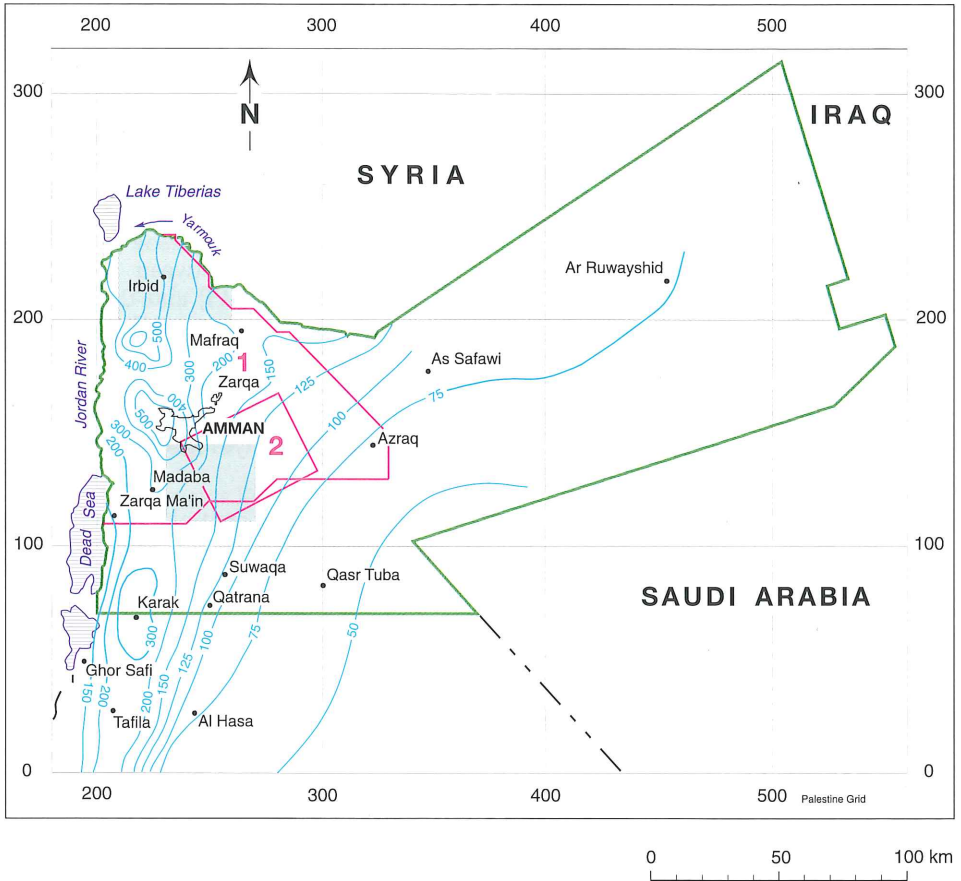 200 300 400 500
300 300
N
IRAQ
SYRIA
Lake Tiberias
Yarmouk
Ar Ruwayshid
Irbid
200 200
500
Mafraq
400
300
200
150
1
As Safawi
Jordan River
Zarqa
125
75
400
500
100
AMMAN
300
2
Azraq
200
Madaba
Zarqa Ma'in
Dead Sea
100 100
Suwaqa
Qasr Tuba
Qatrana
SAUDI ARABIA
Karak
300
100
75
50
Ghor Safi
125
150
200
150
200
Tafila
Al Hasa
0 0
200 300 400 500
Palestine Grid
0 50 100 km